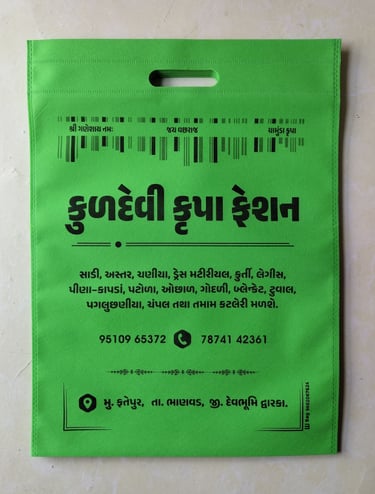 શ્રી ગણેશાય નમઃ જય વછરાજ ચામુંડા કૃપા
કુળદેવી કૃપા ફેશન
સાડી, અસ્તર, ચણીયા, ડ્રેસ મટીરીયલ, કુર્તી, લેગીસ,
પીણા-કાપડાં, પટોળા, ઓછાળ, ગોદળી, બ્લેન્કેટ, ટુવાલ,
પગલુછણીયા, ચંપલ તથા તમામ કટલેરી મળશે.
95109 65372 78741 42361
મુ. ફતેપુર, તા. ભાણવડ, જી. દેવભૂમિ દ્વારકા.